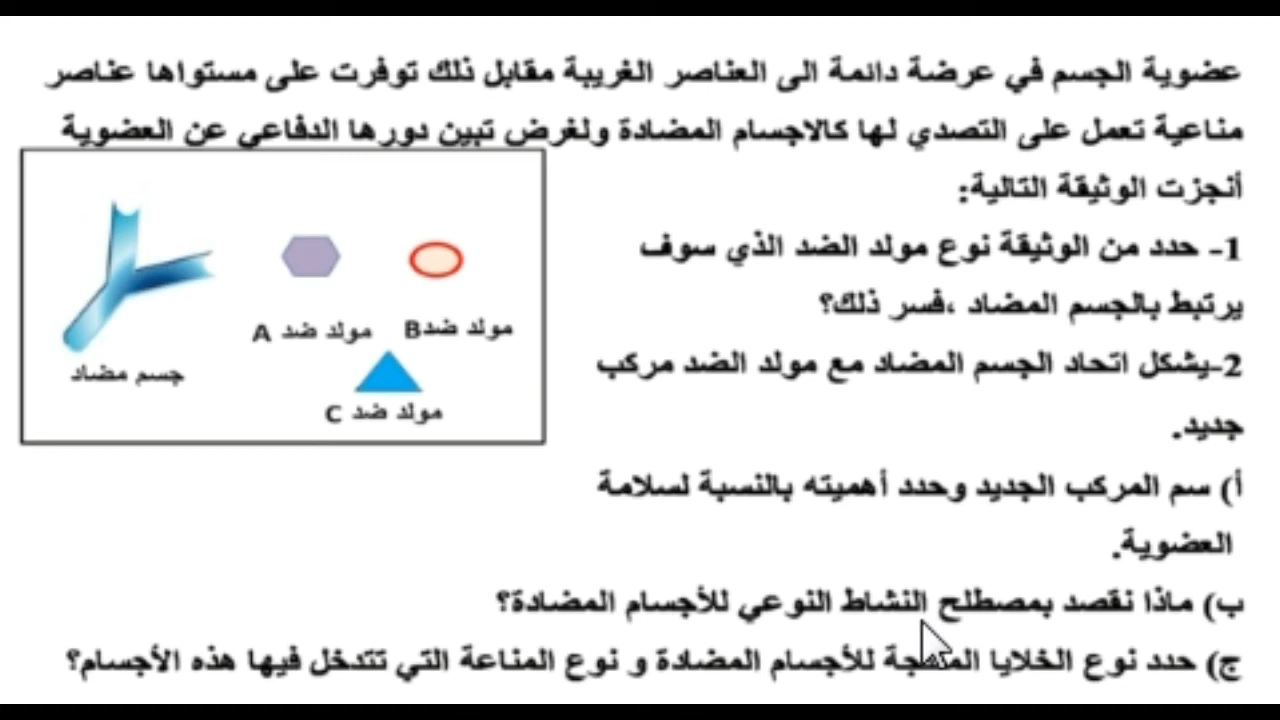 عضوية الجسم في عرضة دائمة الى العناصر الغريبة مقابل ذلك توفرت على مستواها عناصر
مناعية تعمل على التصدي لها كالاجسام المضادة ولغرض تبين دورها الدفاعي عن العضوية
أنجزت الوثيقة التالية:
1- حدد من الوثيقة نوع مولد الضد الذي سوف
يرتبط بالجسم المضاد ،فسر ذلك؟
2-يشكل اتحاد الجسم المضاد مع مولد الضد مركب
جديد.
أ) سم المركب الجديد وحدد أهميته بالنسبة لسلامة
العضوية.
ب) ماذا نقصد بمصطلح النشاط النوعي للأجسام المضادة؟
ج) حدد نوع الخلايا المنتجة للأجسام المضادة و نوع المناعة التي تتدخل فيها هذه الأجسام؟
مولد ضدB
مولد ضد A
جسم مضاد
مولد ضد C